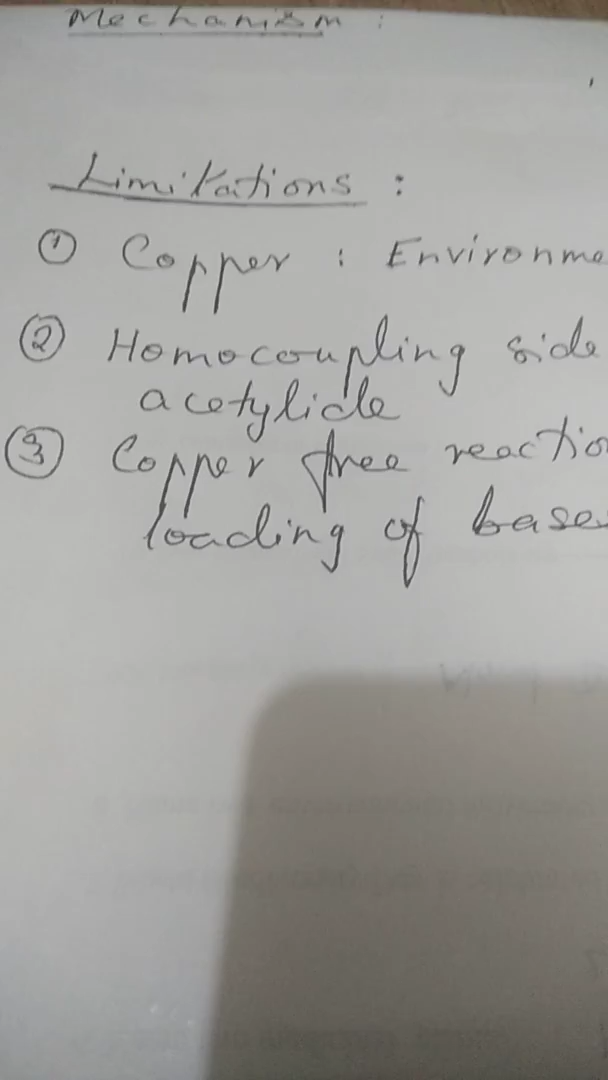 Mechanism :
Limitations :
① Copper : Environme
② Homocoupling side
acetylide
③ Copper free reactio
loading of base